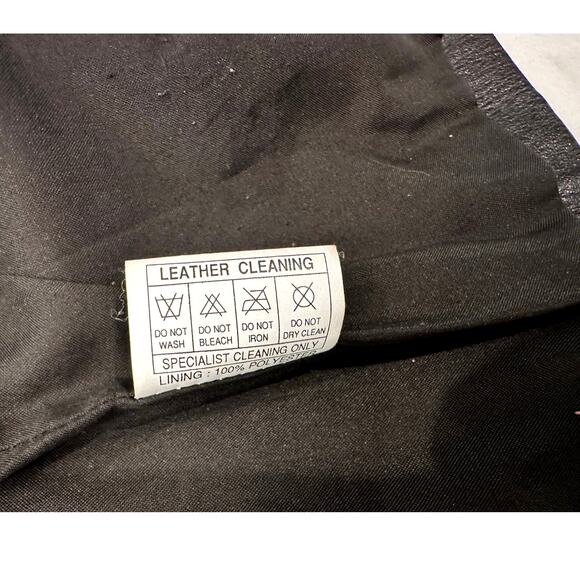 LEATHER CLEANING
DO NOT WASH
DO NOT BLEACH
DO NOT IRON
DO NOT DRY CLEAN
SPECIALIST CLEANING ONLY
LINING : 100% POLYESTER